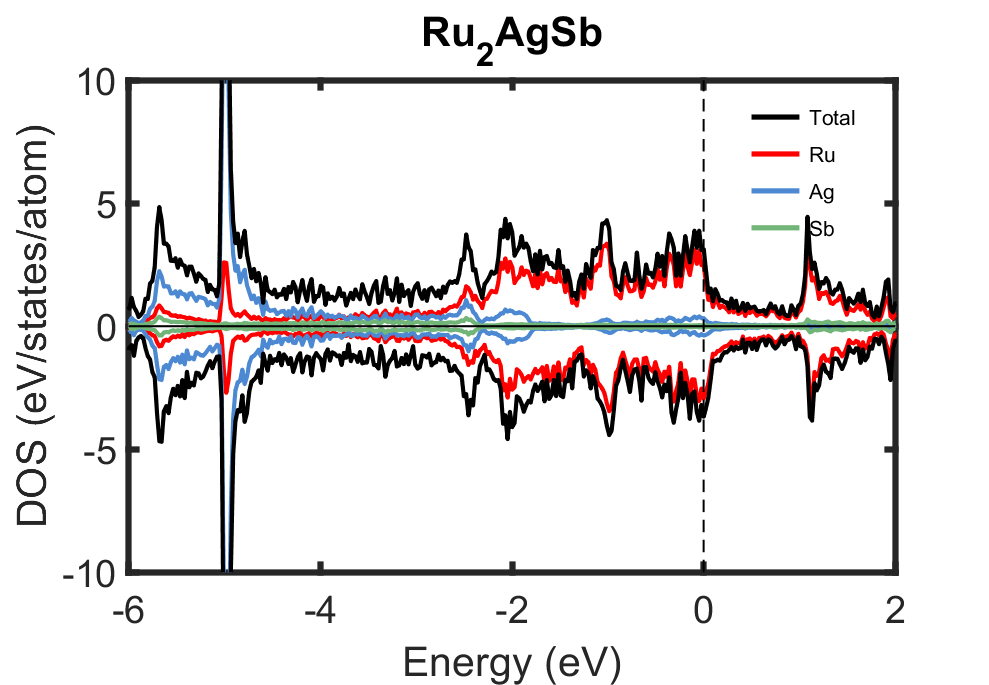 Ru₂AgSb
10
5
0
-5
-10
DOS (eV/states/atom)
Total
Ru
Ag
Sb
-6 -4 -2 0 2
Energy (eV)